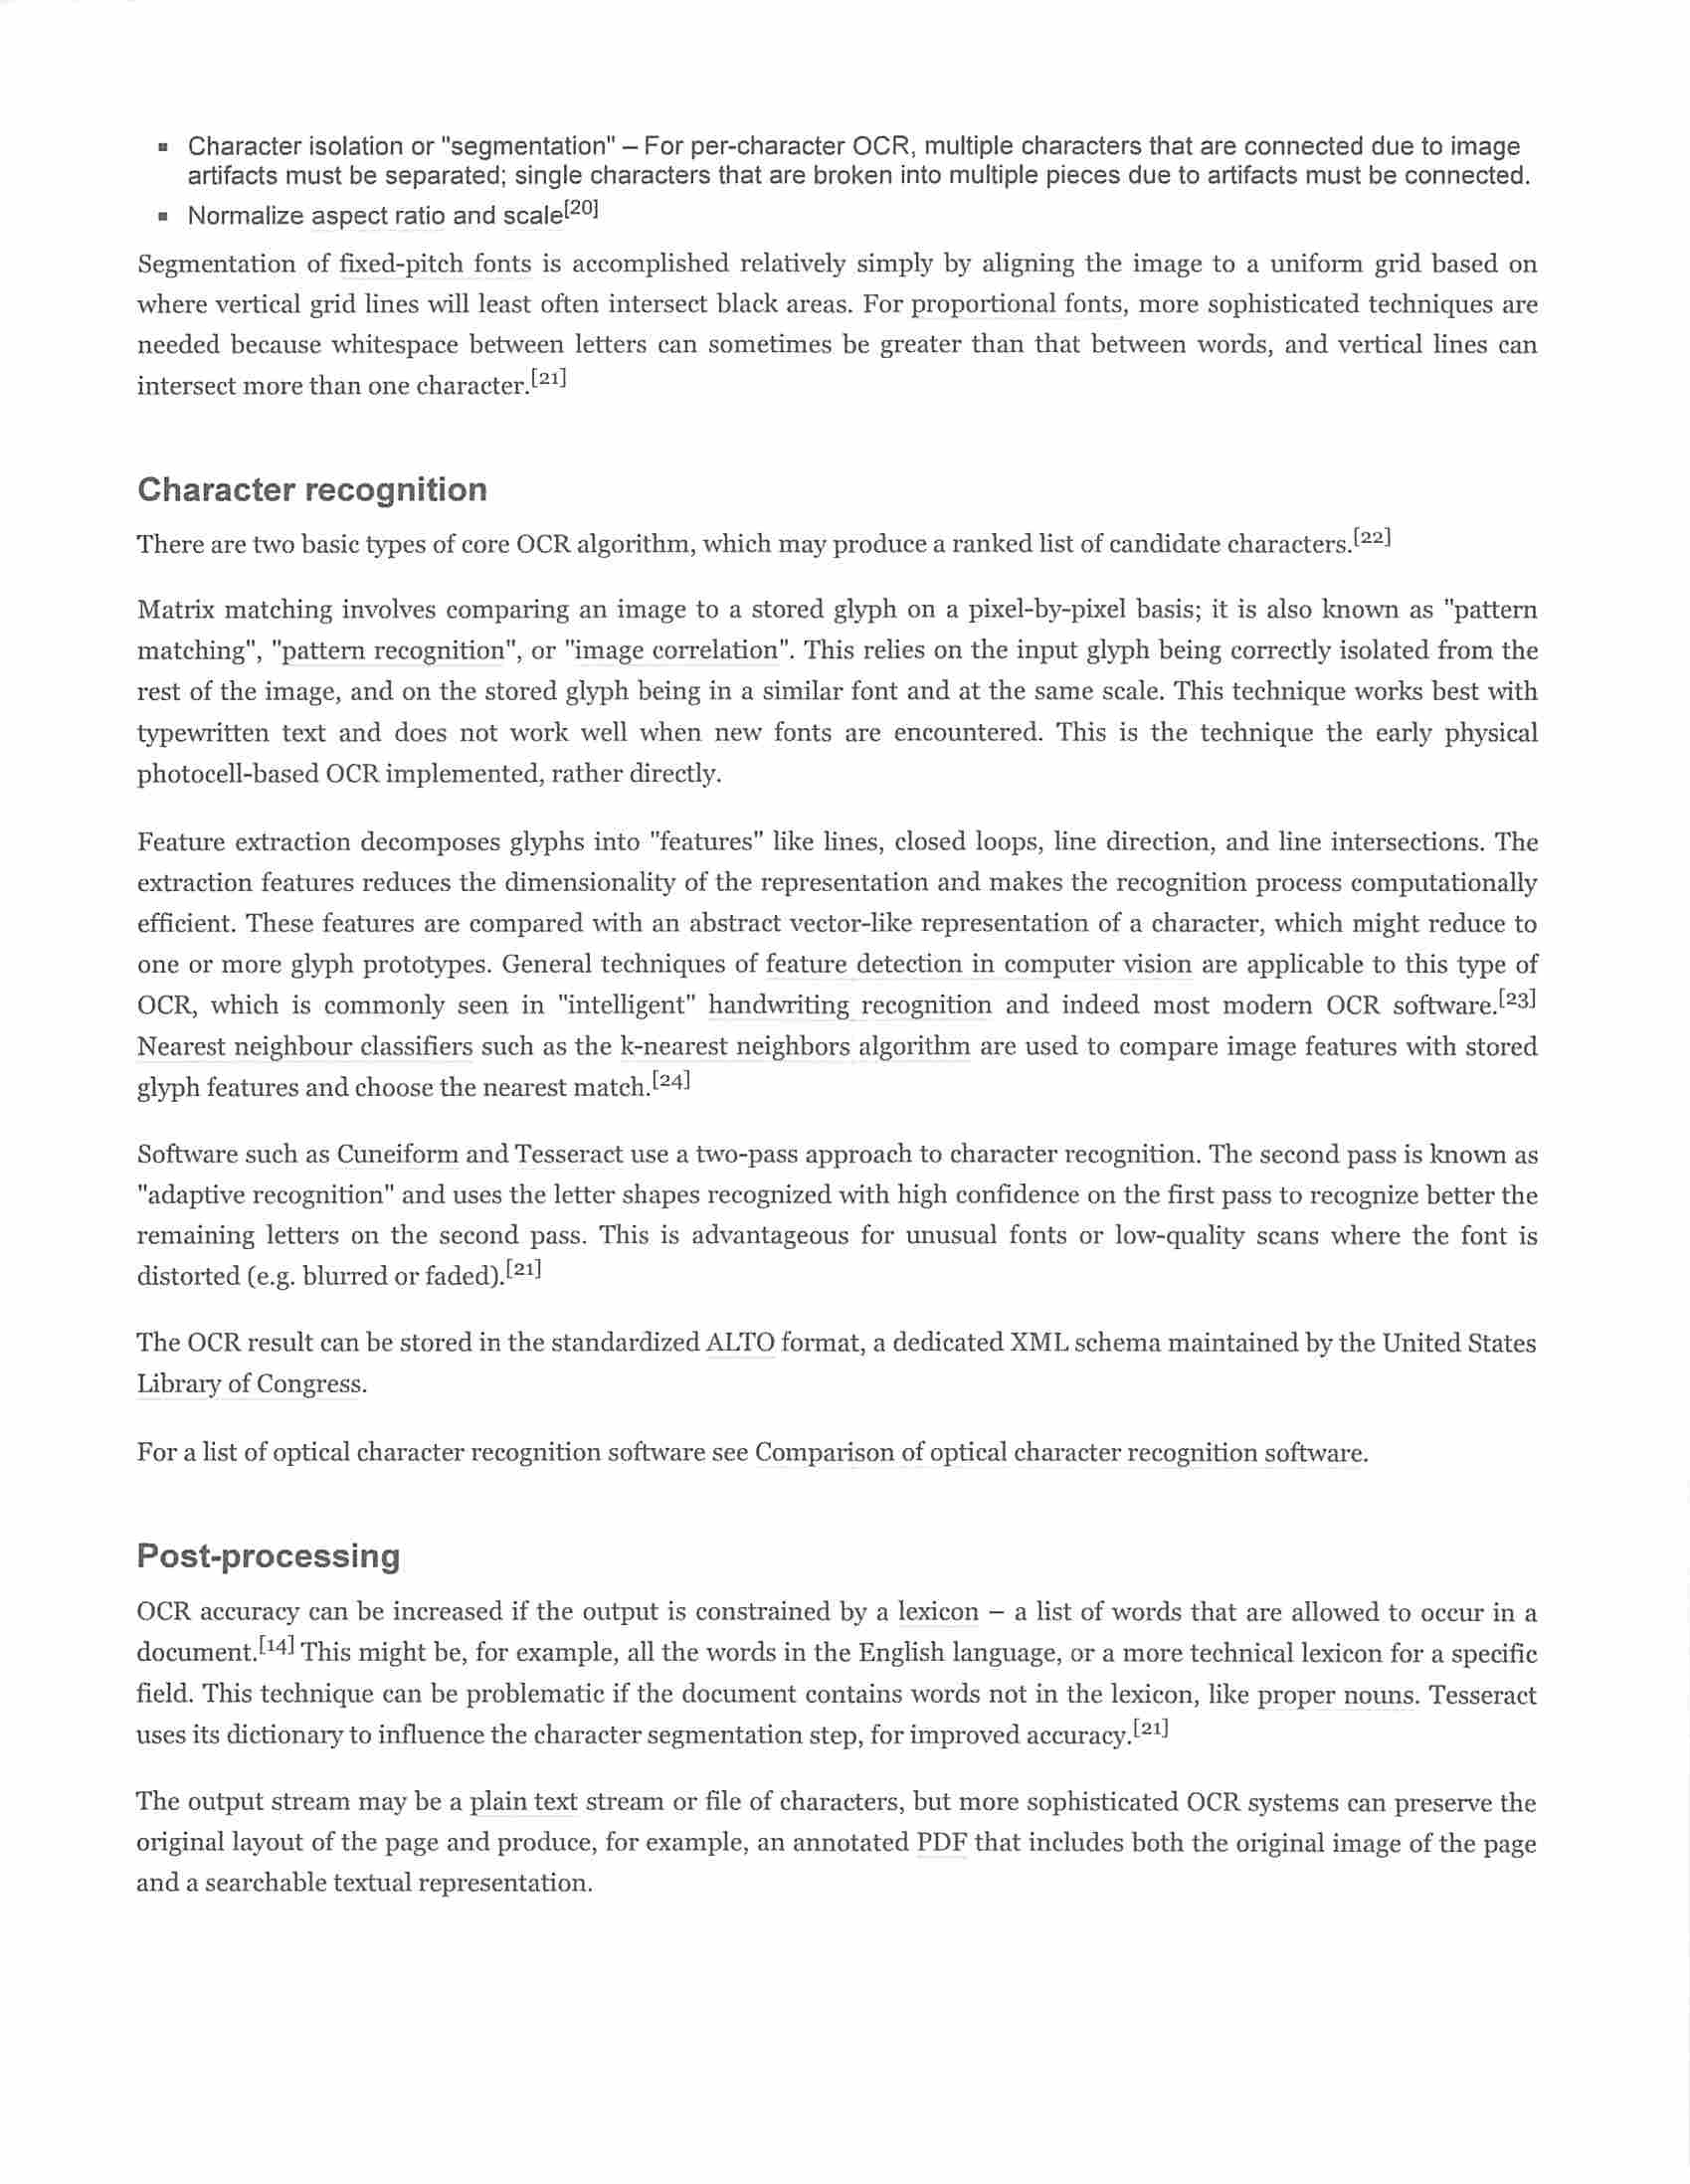 ▪ Character isolation or "segmentation" – For per-character OCR, multiple characters that are connected due to image
artifacts must be separated; single characters that are broken into multiple pieces due to artifacts must be connected.
▪ Normalize aspect ratio and scale[20]
Segmentation of fixed-pitch fonts is accomplished relatively simply by aligning the image to a uniform grid based on
where vertical grid lines will least often intersect black areas. For proportional fonts, more sophisticated techniques are
needed because whitespace between letters can sometimes be greater than that between words, and vertical lines can
intersect more than one character.[21]
Character recognition
There are two basic types of core OCR algorithm, which may produce a ranked list of candidate characters.[22]
Matrix matching involves comparing an image to a stored glyph on a pixel-by-pixel basis; it is also known as "pattern
matching", "pattern recognition", or "image correlation". This relies on the input glyph being correctly isolated from the
rest of the image, and on the stored glyph being in a similar font and at the same scale. This technique works best with
typewritten text and does not work well when new fonts are encountered. This is the technique the early physical
photocell-based OCR implemented, rather directly.
Feature extraction decomposes glyphs into "features" like lines, closed loops, line direction, and line intersections. The
extraction features reduces the dimensionality of the representation and makes the recognition process computationally
efficient. These features are compared with an abstract vector-like representation of a character, which might reduce to
one or more glyph prototypes. General techniques of feature detection in computer vision are applicable to this type of
OCR, which is commonly seen in "intelligent" handwriting recognition and indeed most modern OCR software.[23]
Nearest neighbour classifiers such as the k-nearest neighbors algorithm are used to compare image features with stored
glyph features and choose the nearest match.[24]
Software such as Cuneiform and Tesseract use a two-pass approach to character recognition. The second pass is known as
"adaptive recognition" and uses the letter shapes recognized with high confidence on the first pass to recognize better the
remaining letters on the second pass. This is advantageous for unusual fonts or low-quality scans where the font is
distorted (e.g. blurred or faded).[21]
The OCR result can be stored in the standardized ALTO format, a dedicated XML schema maintained by the United States
Library of Congress.
For a list of optical character recognition software see Comparison of optical character recognition software.
Post-processing
OCR accuracy can be increased if the output is constrained by a lexicon – a list of words that are allowed to occur in a
document.[14] This might be, for example, all the words in the English language, or a more technical lexicon for a specific
field. This technique can be problematic if the document contains words not in the lexicon, like proper nouns. Tesseract
uses its dictionary to influence the character segmentation step, for improved accuracy.[21]
The output stream may be a plain text stream or file of characters, but more sophisticated OCR systems can preserve the
original layout of the page and produce, for example, an annotated PDF that includes both the original image of the page
and a searchable textual representation.